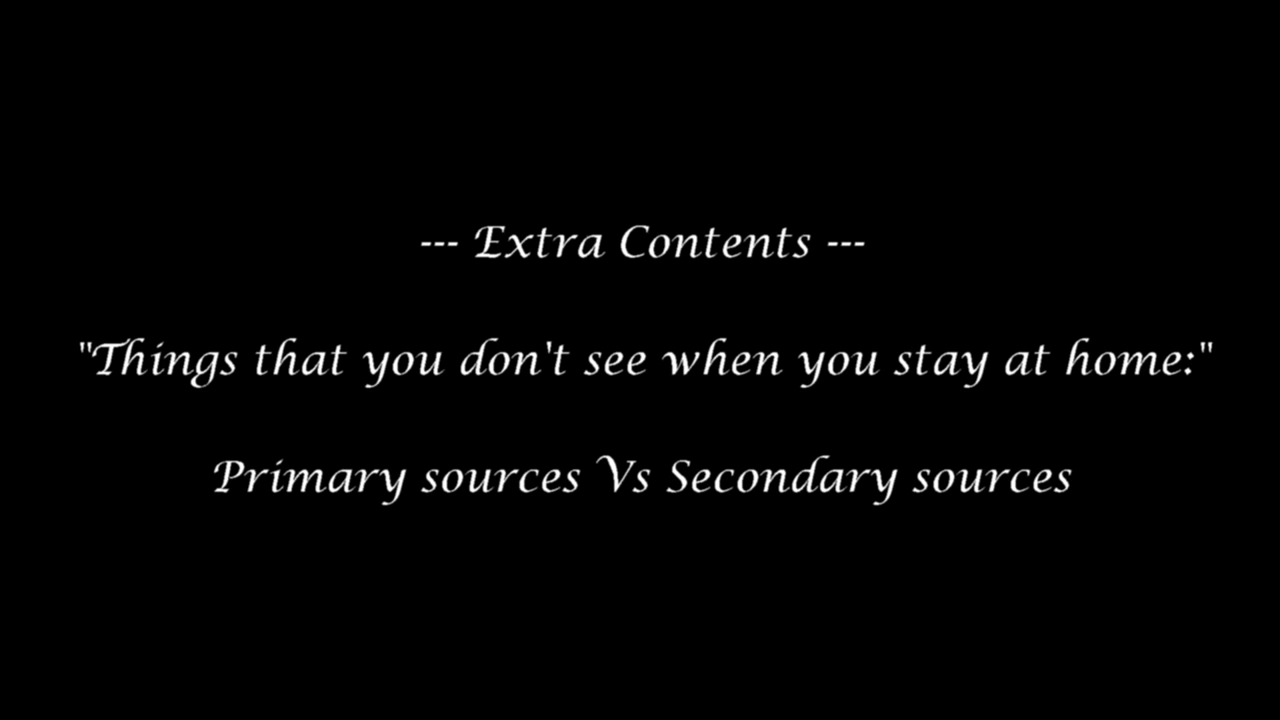 --- Extra Contents ---
"Things that you don't see when you stay at home:"
Primary sources Vs Secondary sources